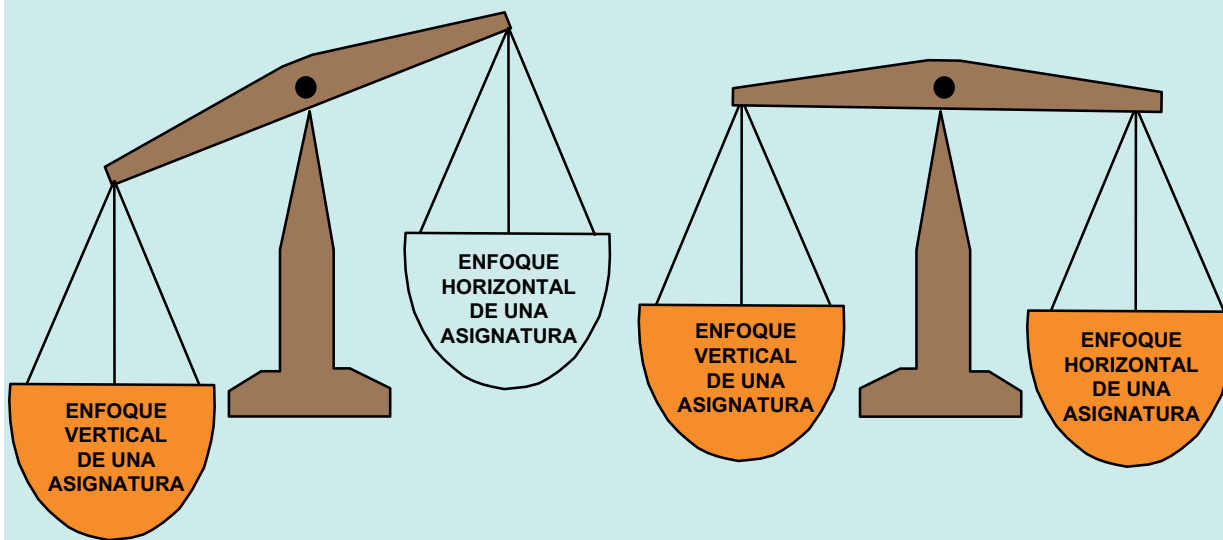 ENFOQUE
VERTICAL
DE UNA
ASIGNATURA
ENFOQUE
HORIZONTAL
DE UNA
ASIGNATURA
ENFOQUE
VERTICAL
DE UNA
ASIGNATURA
ENFOQUE
HORIZONTAL
DE UNA
ASIGNATURA